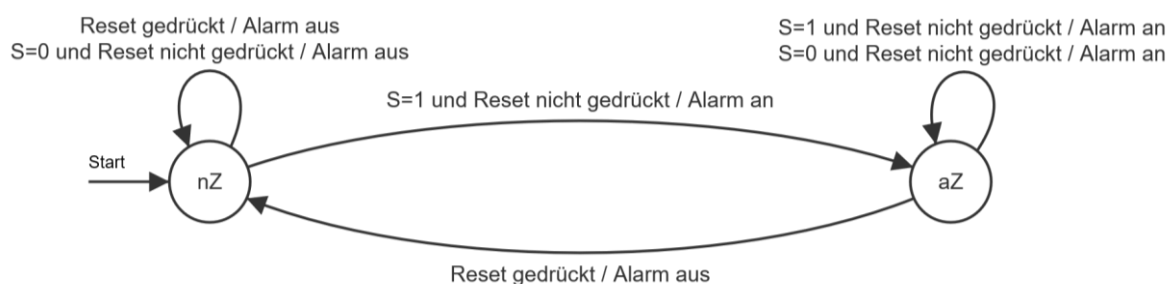 Reset gedrückt / Alarm aus
S=0 und Reset nicht gedrückt / Alarm aus
S=1 und Reset nicht gedrückt / Alarm an
S=0 und Reset nicht gedrückt / Alarm an
S=1 und Reset nicht gedrückt / Alarm an
Start
nZ
aZ
Reset gedrückt / Alarm aus